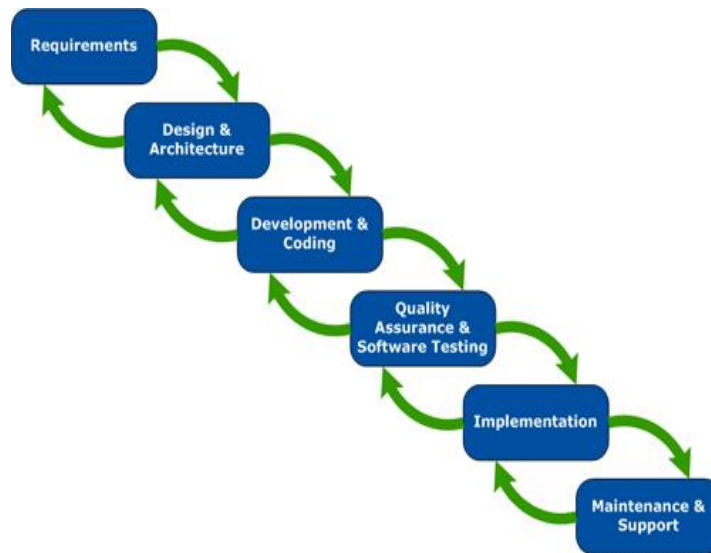 Requirements
Design &
Architecture
Development &
Coding
Quality
Assurance &
Software Testing
Implementation
Maintenance &
Support